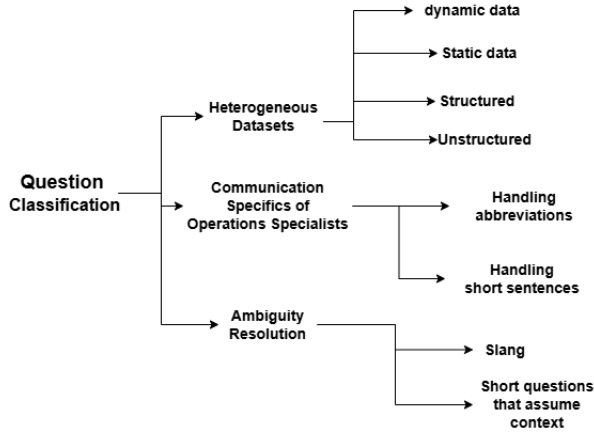 Question
Classification
Heterogeneous
Datasets
dynamic data
Static data
Structured
Unstructured
Communication
Specifics of
Operations Specialists
Handling
abbreviations
Handling
short sentences
Ambiguity
Resolution
Slang
Short questions
that assume
context